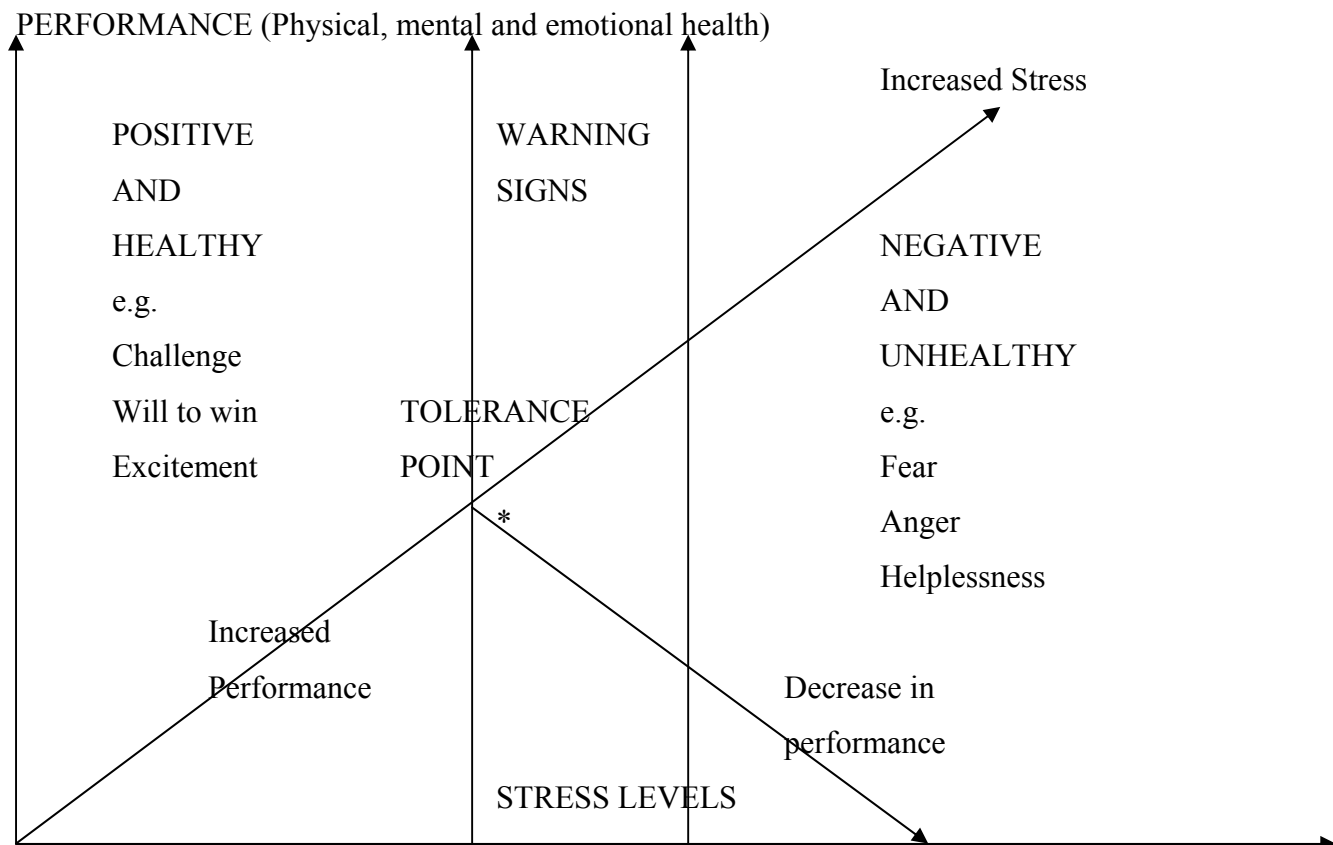 PERFORMANCE (Physical, mental and emotional health)
Increased Stress
POSITIVE
AND
HEALTHY
e.g.
Challenge
Will to win
Excitement
WARNING
SIGNS
TOLERANCE
POINT
*
NEGATIVE
AND
UNHEALTHY
e.g.
Fear
Anger
Helplessness
Increased
Performance
Decrease in
performance
STRESS LEVELS